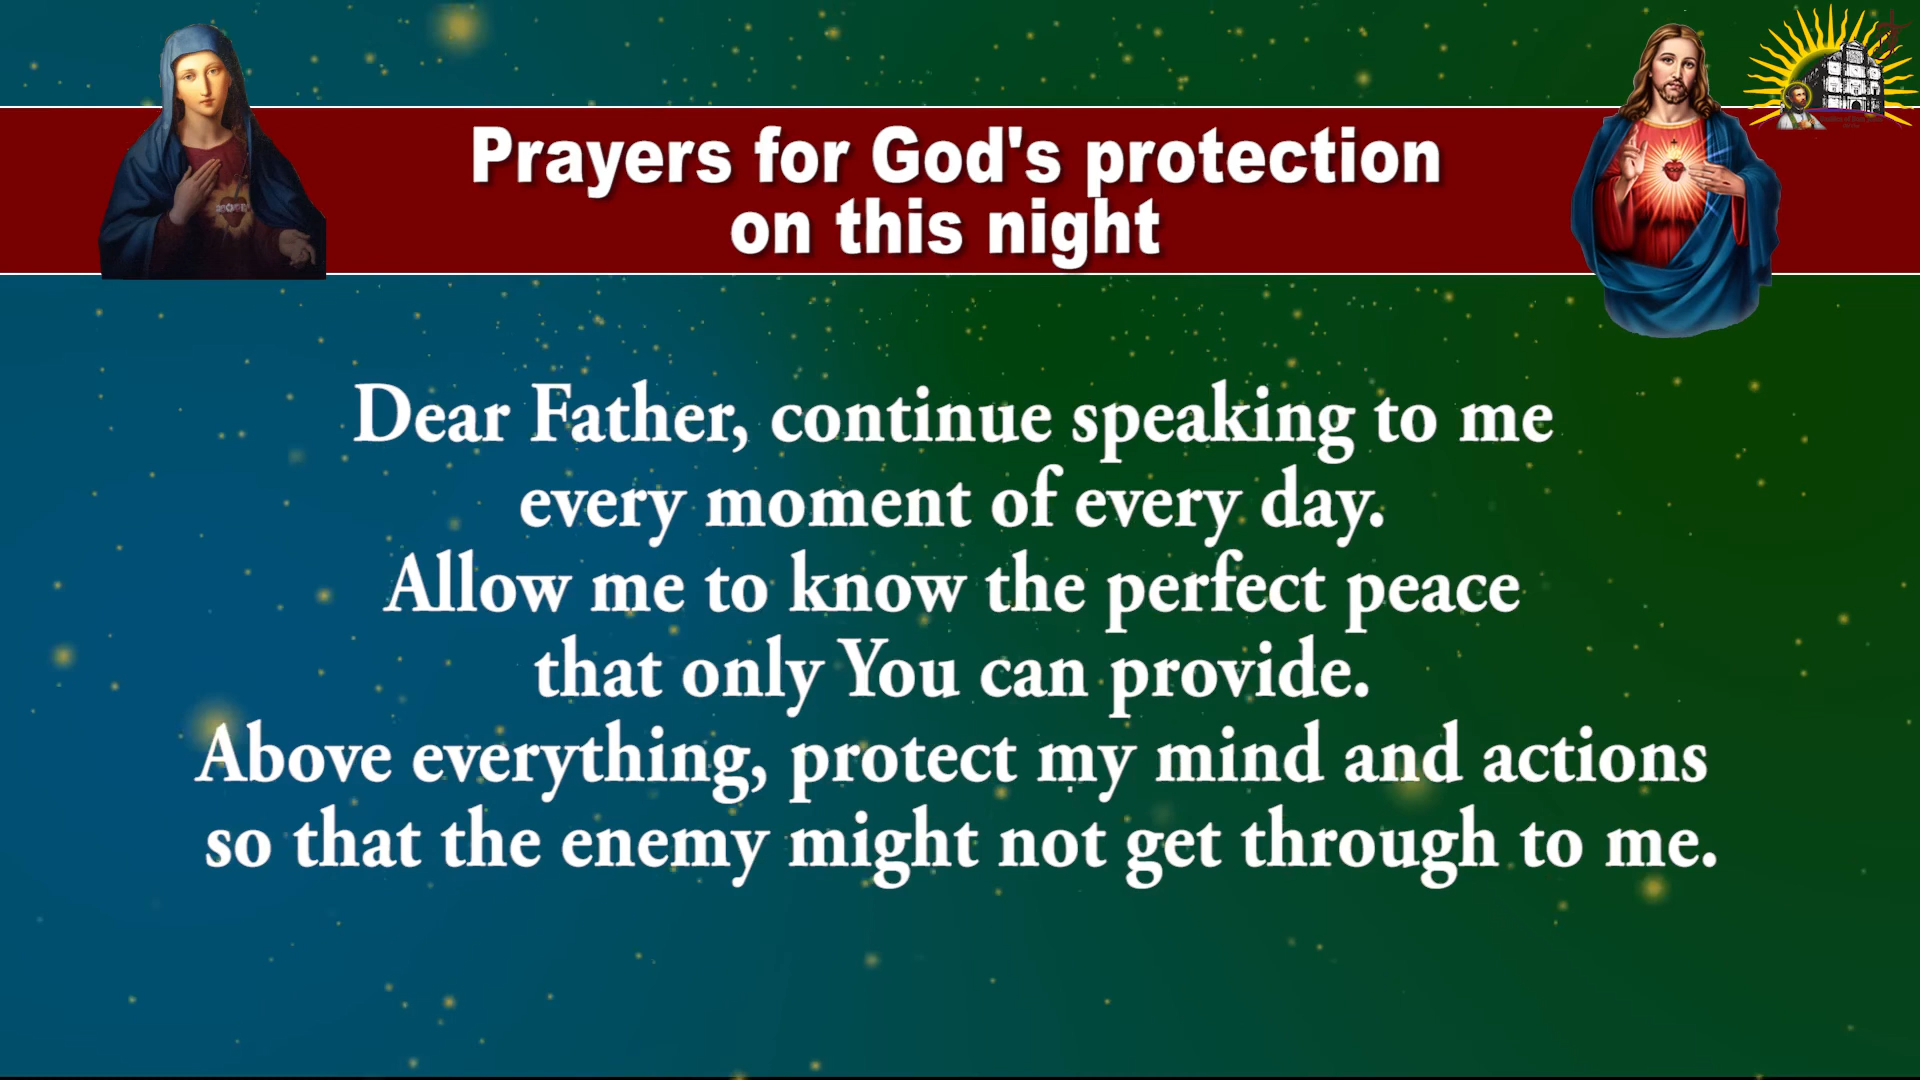 Prayers for God's protection
on this night
Dear Father, continue speaking to me
every moment of every day.
Allow me to know the perfect peace
that only You can provide.
Above everything, protect my mind and actions
so that the enemy might not get through to me.